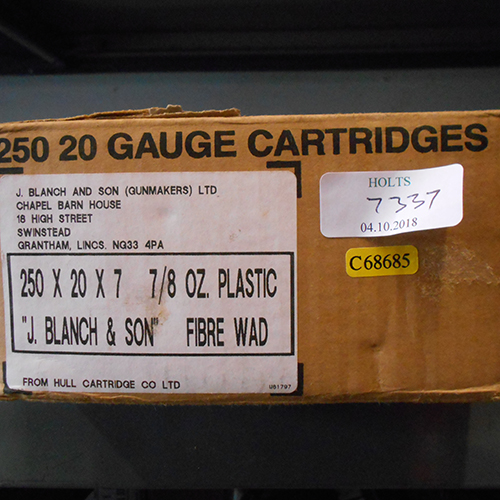 250 20 GAUGE CARTRIDGES
J. BLANCH AND SON (GUNMAKERS) LTD
CHAPEL BARN HOUSE
18 HIGH STREET
SWINSTEAD
GRANTHAM, LINCS. NG33 4PA
250 X 20 X 7 7/8 OZ. PLASTIC
"J. BLANCH & SON" FIBRE WAD
FROM HULL CARTRIDGE CO LTD
HOLTS
7337
04.10.2018
C68685